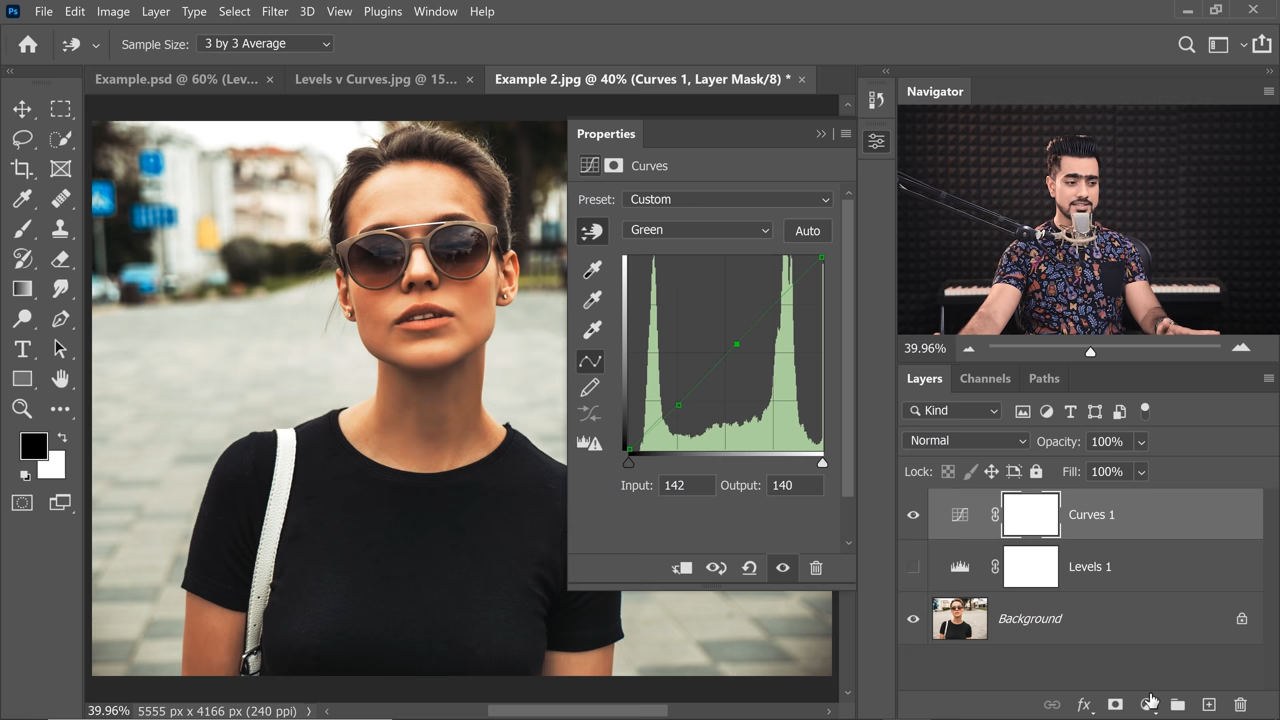 Ps File Edit Image Layer Type Select Filter 3D View Plugins Window Help
Sample Size: 3 by 3 Average
Example.psd @ 60% (Lev... × Levels v Curves.jpg @ 15... × Example 2.jpg @ 40% (Curves 1, Layer Mask/8) * ×
Navigator
Properties
Curves
Preset: Custom
Green Auto
Input: 142 Output: 140
39.96%
Layers Channels Paths
Kind
Normal Opacity: 100%
Lock: Fill: 100%
Curves 1
Levels 1
Background
fx
39.96% 5555 px x 4166 px (240 ppi)